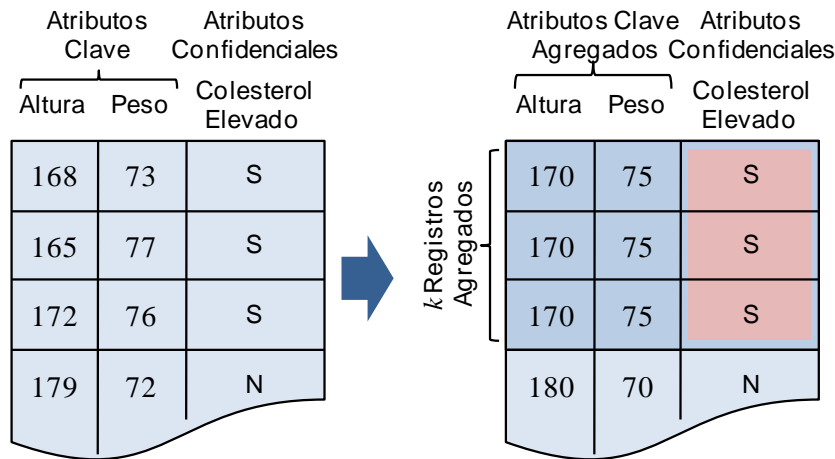 Atributos
Clave
Atributos
Confidenciales
Altura
Peso
Colesterol
Elevado
168 73 S
165 77 S
172 76 S
179 72 N
Atributos Clave
Agregados
Atributos
Confidenciales
Altura
Peso
Colesterol
Elevado
k Registros
Agregados
170 75 S
170 75 S
170 75 S
180 70 N